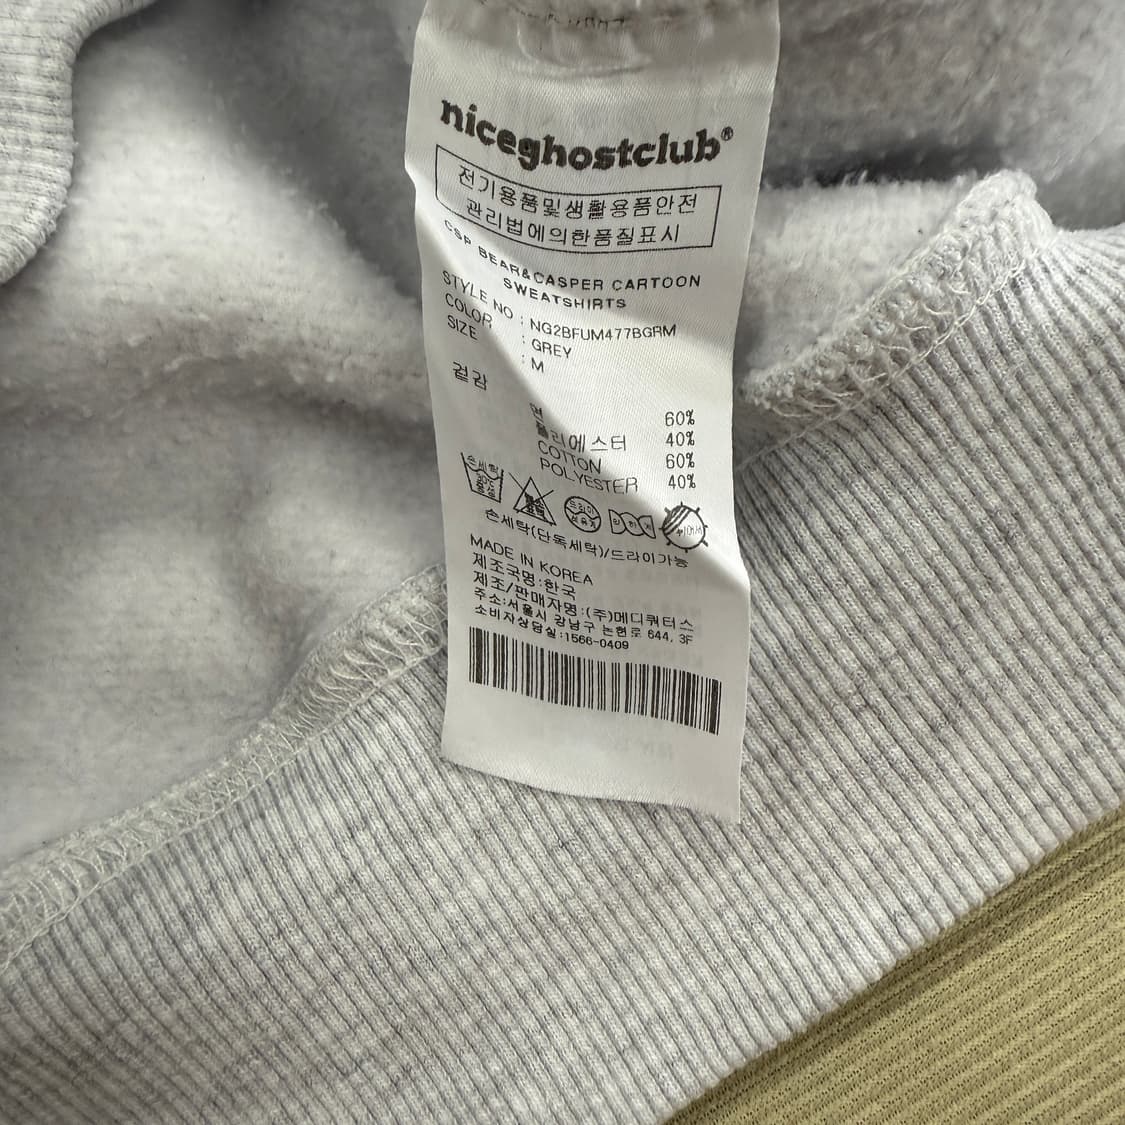 niceghostclub®
전기용품및생활용품안전
관리법에의한품질표시
CSP BEAR&CASPER CARTOON
SWEATSHIRTS
STYLE NO : NG2BFUM477BGRM
COLOR : GREY
SIZE : M
겉감
면 60%
폴리에스터 40%
COTTON 60%
POLYESTER 40%
손세탁
손세탁(단독세탁)/드라이가능
MADE IN KOREA
제조국명:한국
제조/판매자명:(주)메디쿼터스
주소:서울시 강남구 논현로 644, 3F
소비자상담실:1566-0409